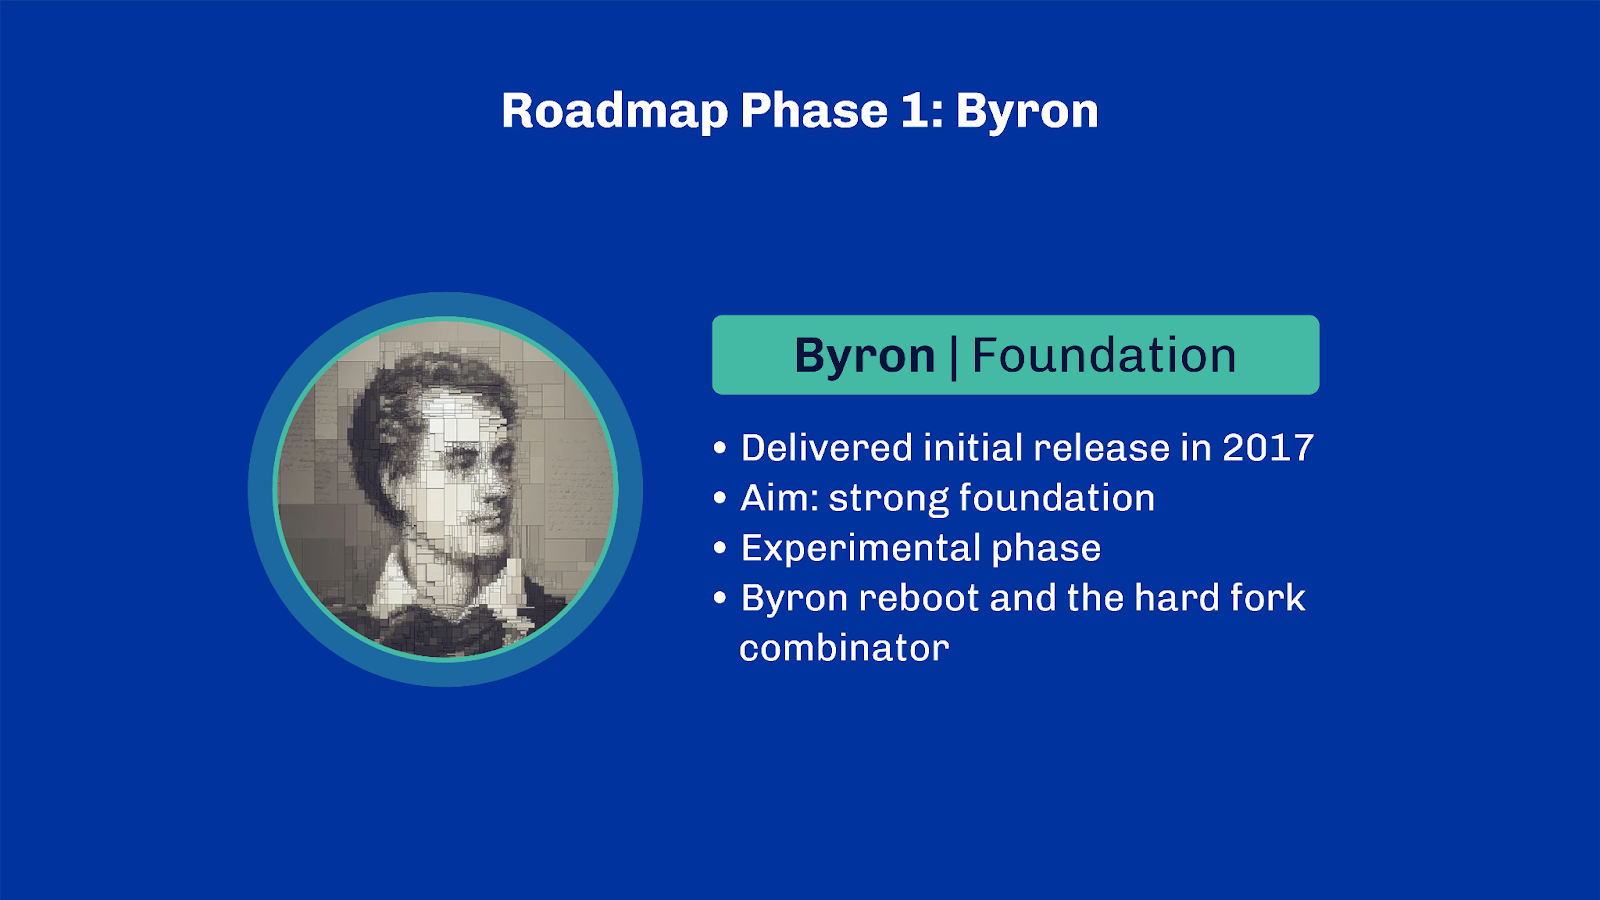 Roadmap Phase 1: Byron
Byron | Foundation
• Delivered initial release in 2017
• Aim: strong foundation
• Experimental phase
• Byron reboot and the hard fork
combinator